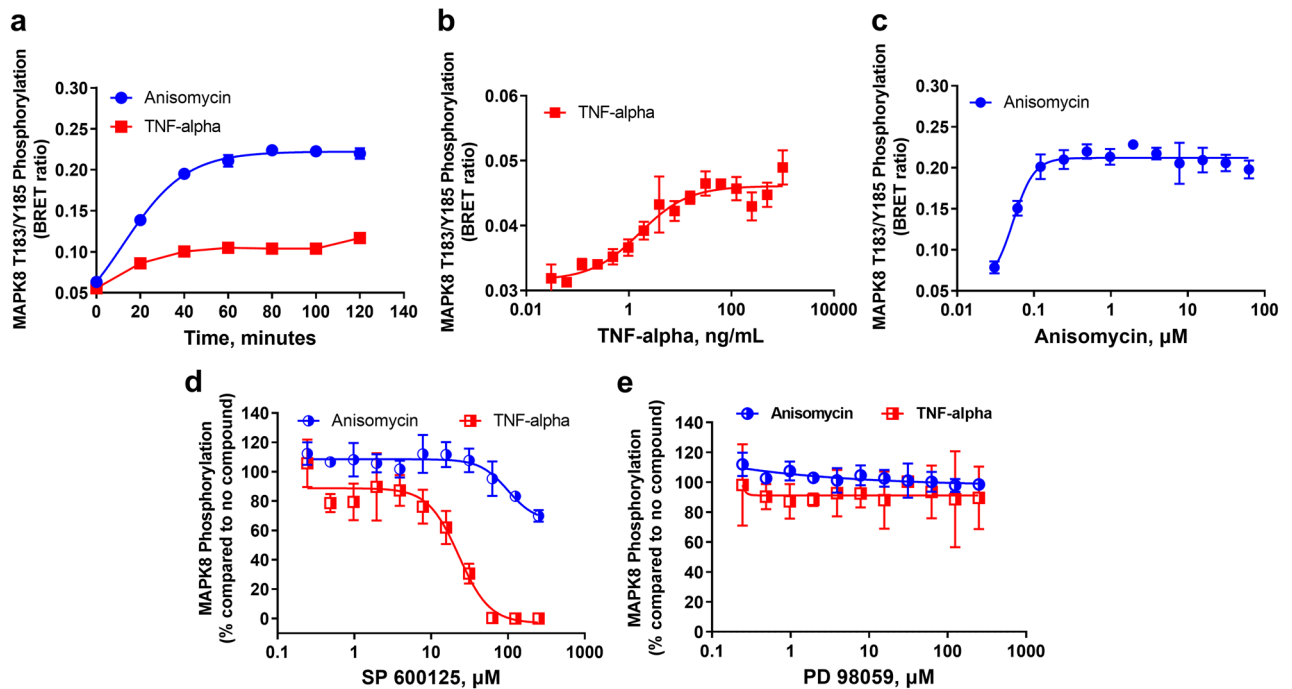 a
MAPK8 T183/Y185 Phosphorylation
(BRET ratio)
0.30
0.25
0.20
0.15
0.10
0.05
Anisomycin
TNF-alpha
0 20 40 60 80 100 120 140
Time, minutes
b
MAPK8 T183/Y185 Phosphorylation
(BRET ratio)
0.06
0.05
0.04
0.03
TNF-alpha
0.01 1 100 10000
TNF-alpha, ng/mL
c
MAPK8 T183/Y185 Phosphorylation
(BRET ratio)
0.30
0.25
0.20
0.15
0.10
0.05
Anisomycin
0.01 0.1 1 10 100
Anisomycin, µM
d
MAPK8 Phosphorylation
(% compared to no compound)
140
120
100
80
60
40
20
0
Anisomycin TNF-alpha
0.1 1 10 100 1000
SP 600125, µM
e
MAPK8 Phosphorylation
(% compared to no compound)
140
120
100
80
60
40
20
0
Anisomycin TNF-alpha
0.1 1 10 100 1000
PD 98059, µM